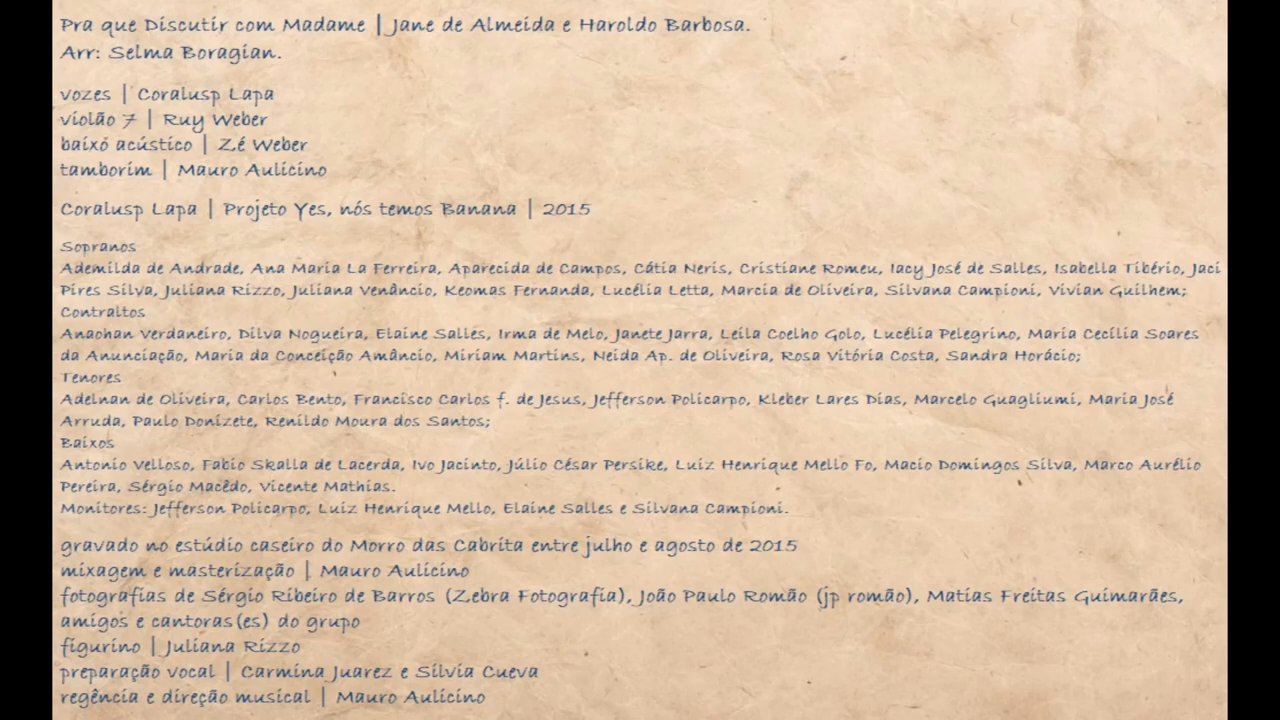 Pra que Discutir com Madame | Jane de Almeida e Haroldo Barbosa.
Arr: Selma Boragian.
vozes | Coralusp Lapa
violão 7 | Ruy Weber
baixo acústico | Zé Weber
tamborim | Mauro Aulicino
Coralusp Lapa | Projeto Yes, nós temos Banana | 2015
Sopranos
Ademilda de Andrade, Ana Maria La Ferreira, Aparecida de Campos, Cátia Neris, Cristiane Romeu, Iacy José de Salles, Isabella Tibério, Jaci
Pires Silva, Juliana Rizzo, Juliana Venâncio, Keomas Fernanda, Lucélia Letta, Marcia de Oliveira, Silvana Campioni, Vivian Guilhem;
Contraltos
Anaohan Verdaneiro, Dilva Nogueira, Elaine Salles, Irma de Melo, Janete Jarra, Leila Coelho Golo, Lucélia Pelegrino, Maria Cecília Soares
da Anunciação, Maria da Conceição Amâncio, Miriam Martins, Neida Ap. de Oliveira, Rosa Vitória Costa, Sandra Horácio;
Tenores
Adelnan de Oliveira, Carlos Bento, Francisco Carlos f. de Jesus, Jefferson Policarpo, Kleber Lares Dias, Marcelo Guagliumi, Maria José
Arruda, Paulo Donizete, Renildo Moura dos Santos;
Baixos
Antonio Velloso, Fabio Skalla de Lacerda, Ivo Jacinto, Júlio César Persike, Luiz Henrique Mello Fo, Macio Domingos Silva, Marco Aurélio
Pereira, Sérgio Macêdo, Vicente Mathias.
Monitores: Jefferson Policarpo, Luiz Henrique Mello, Elaine Salles e Silvana Campioni.
gravado no estúdio caseiro do Morro das Cabrita entre julho e agosto de 2015
mixagem e masterização | Mauro Aulicino
fotografias de Sérgio Ribeiro de Barros (Zebra Fotografia), João Paulo Romão (jp romão), Matias Freitas Guimarães,
amigos e cantoras(es) do grupo
figurino | Juliana Rizzo
preparação vocal | Carmina Juarez e Silvia Cueva
regência e direção musical | Mauro Aulicino